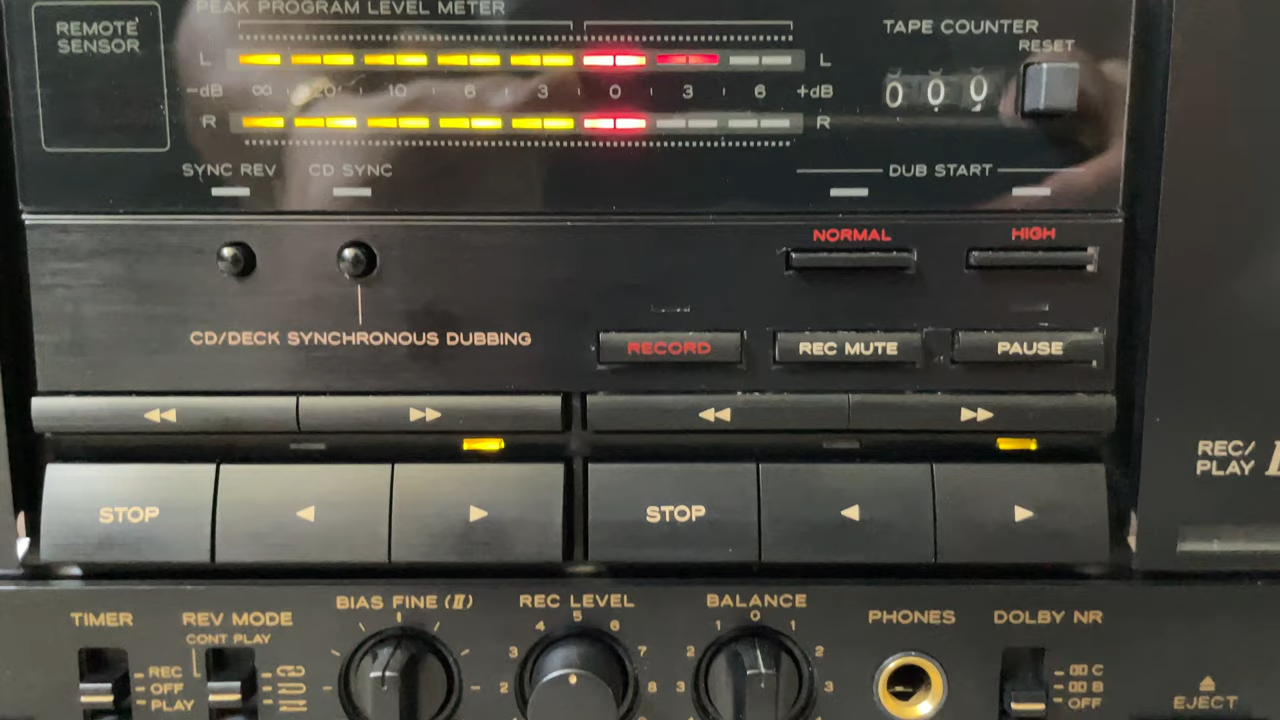 PEAK PROGRAM LEVEL METER
REMOTE
SENSOR
TAPE COUNTER
RESET
L
L
-dB ∞ 20 10 6 3 0 3 6 +dB
000
R
R
SYNC REV
CD SYNC
DUB START
NORMAL
HIGH
CD/DECK SYNCHRONOUS DUBBING
RECORD
REC MUTE
PAUSE
◀◀
▶▶
◀◀
▶▶
REC/
PLAY
STOP
◀
▶
STOP
◀
▶
TIMER
REC
OFF
PLAY
REV MODE
CONT PLAY
BIAS FINE (II)
REC LEVEL
2 3 4 5 6 7 8
BALANCE
3 2 1 0 1 2 3
PHONES
DOLBY NR
C
B
OFF
EJECT